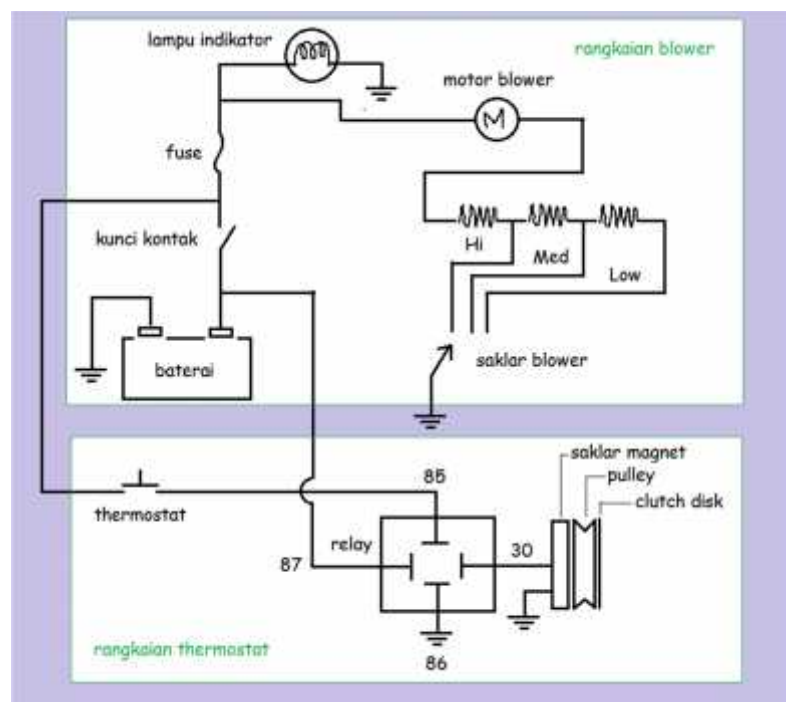 lampu indikator
rangkaian blower
motor blower
M
fuse
kunci kontak
Hi
Med
Low
baterai
saklar blower
saklar magnet
pulley
clutch disk
85
thermostat
relay
30
87
rangkaian thermostat
86